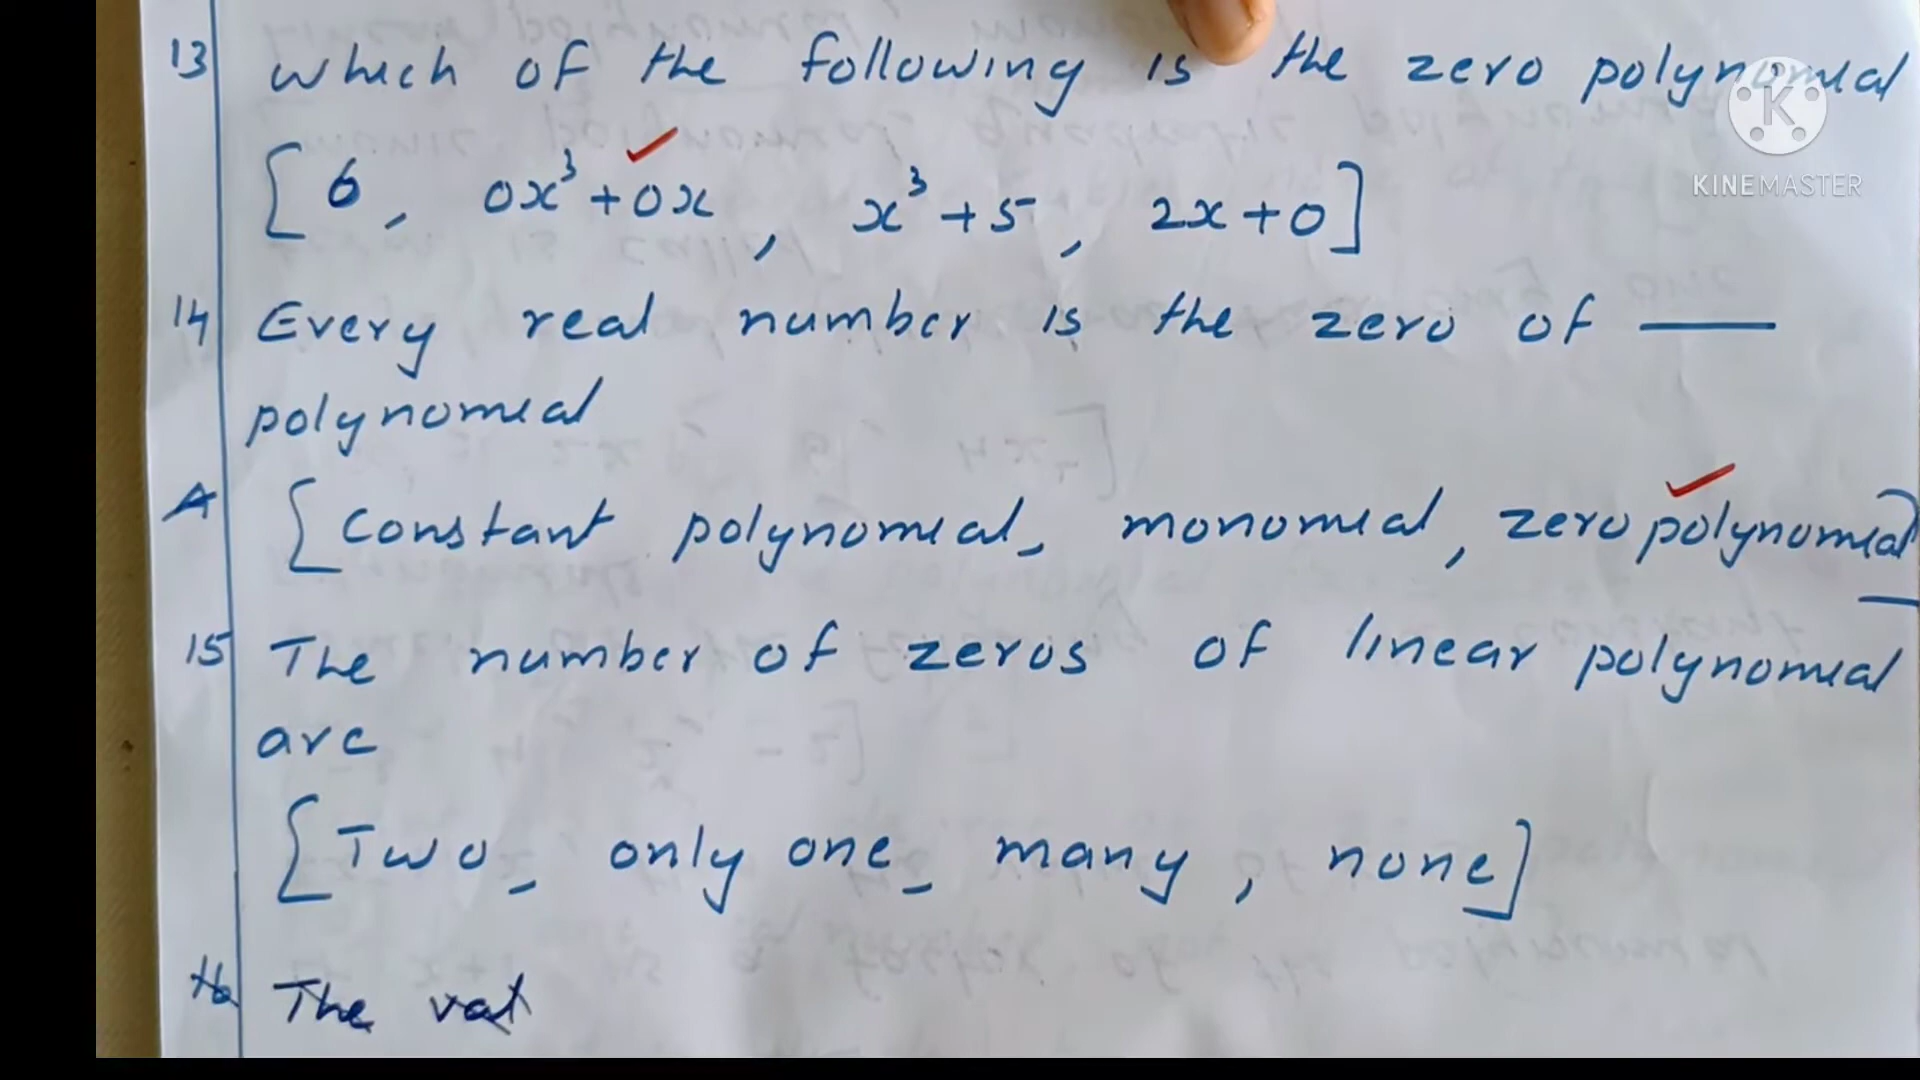 13 Which of the following is the zero polynomial
[6, 0x³+0x, x³+5, 2x+0]
14 Every real number is the zero of ——
polynomial
A [Constant polynomial, monomial, zero polynomial]
15 The number of zeros of linear polynomial
are
[Two, only one, many, none]
16 The val
KINEMASTER